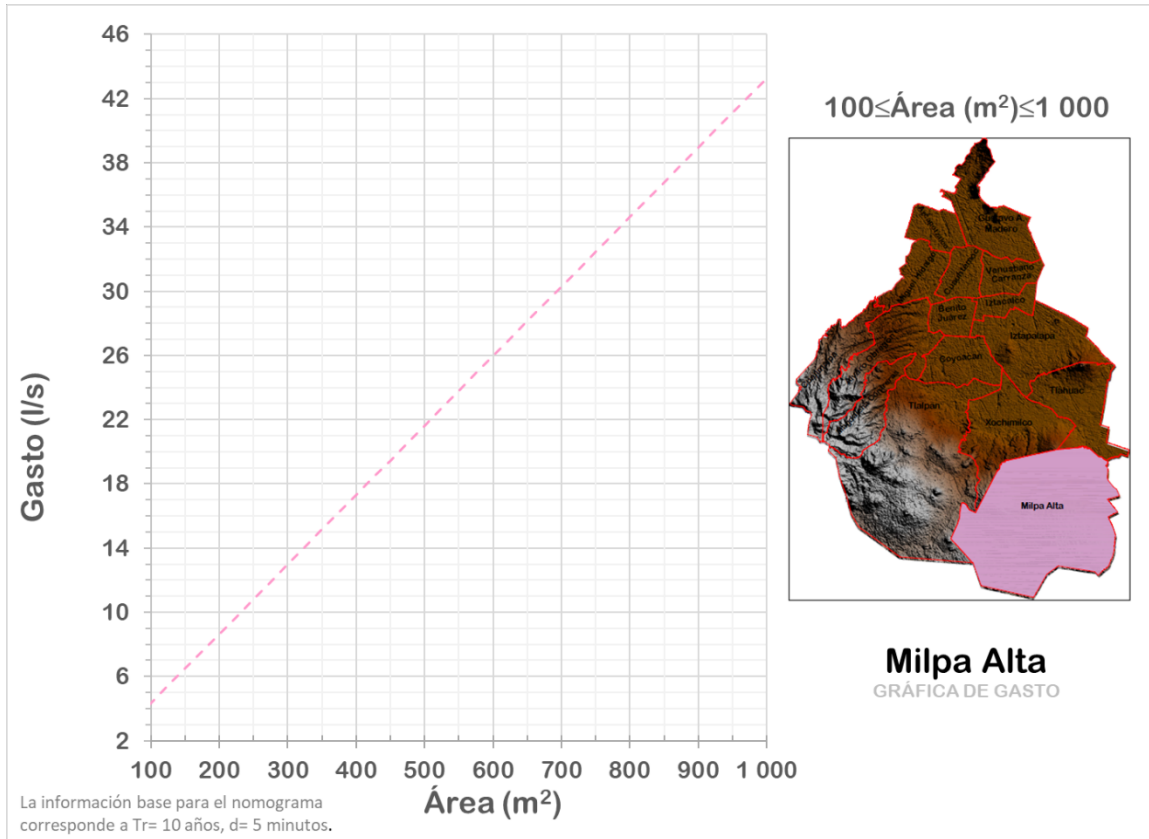 46
42
38
34
30
26
22
18
14
10
6
2
Gasto (l/s)
100 200 300 400 500 600 700 800 900 1 000
Área (m²)
La información base para el nomograma
corresponde a Tr= 10 años, d= 5 minutos.
100≤Área (m²)≤1 000
Gustavo A.
Madero
Miguel Hidalgo
Cuauhtémoc
Venustiano
Carranza
Iztacalco
Benito
Juárez
Iztapalapa
Coyoacán
Tláhuac
Tlalpan
Xochimilco
Milpa Alta
Milpa Alta
GRÁFICA DE GASTO